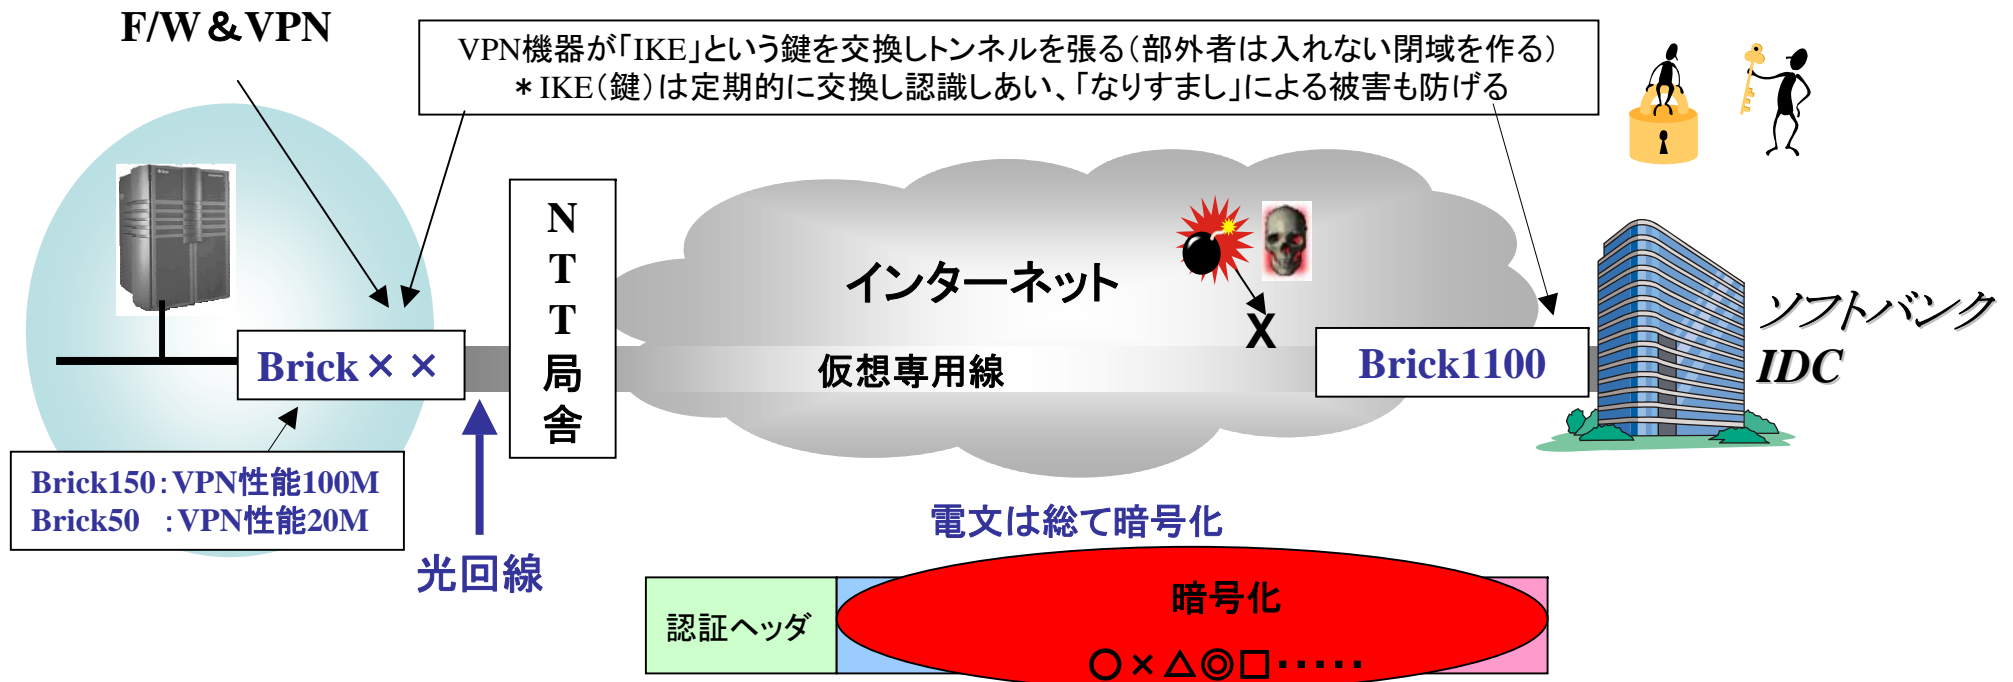 F/W＆VPN
VPN機器が「IKE」という鍵を交換しトンネルを張る（部外者は入れない閉域を作る）
＊IKE（鍵）は定期的に交換し認識しあい、「なりすまし」による被害も防げる
NTT局舎
インターネット
X
ソフトバンク
IDC
Brick××
仮想専用線
Brick1100
Brick150：VPN性能100M
Brick50　：VPN性能20M
光回線
電文は総て暗号化
認証ヘッダ
暗号化
○×△◎□・・・・・